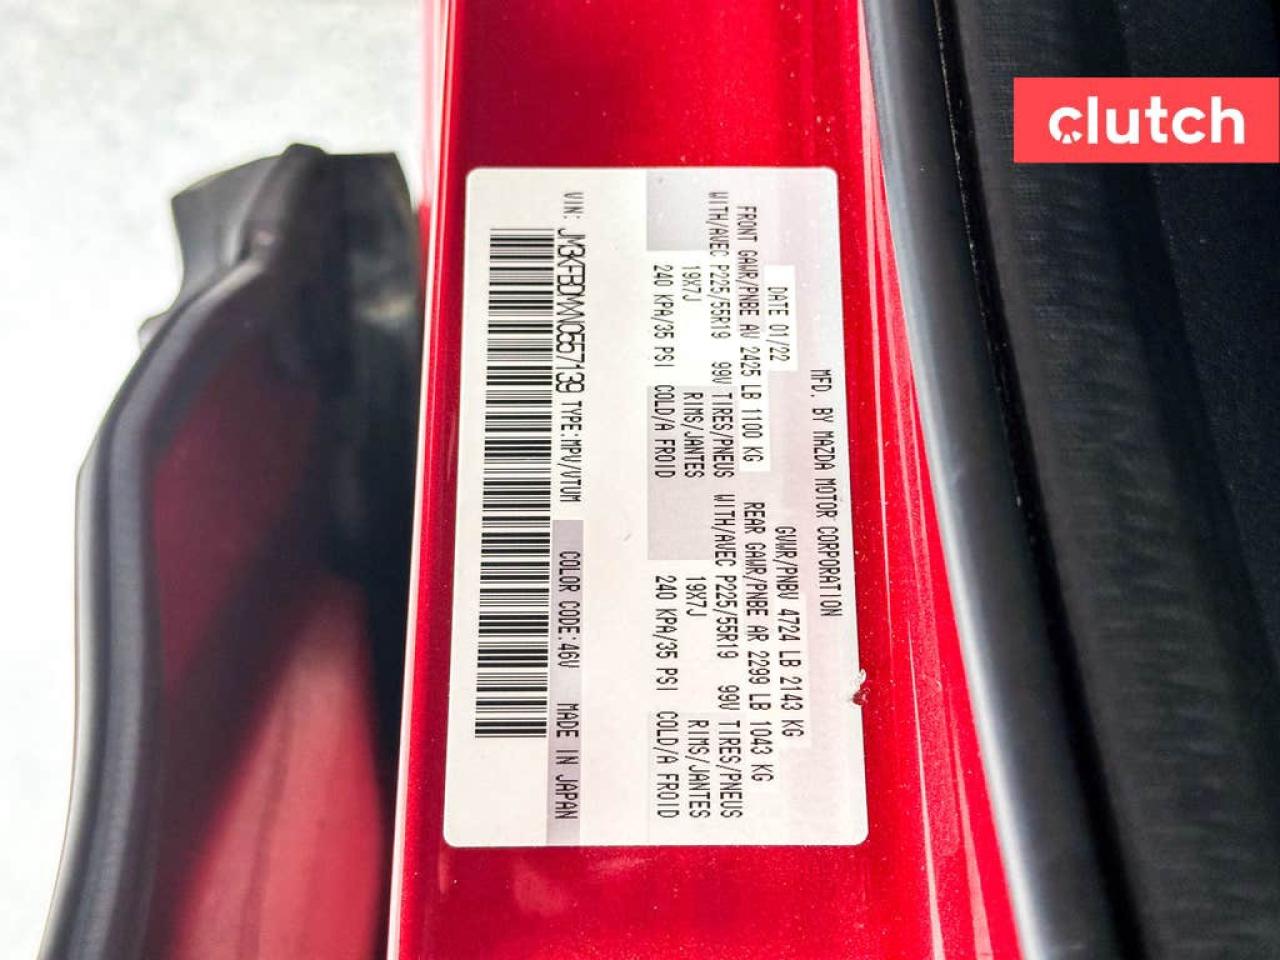 MFD. BY MAZDA MOTOR CORPORATION
DATE 01/22 GVWR/PNBV 4724 LB 2143 KG
FRONT GAWR/PNBE AV 2425 LB 1100 KG REAR GAWR/PNBE AR 2299 LB 1043 KG
WITH/AVEC P225/55R19 99V TIRES/PNEUS WITH/AVEC P225/55R19 99V TIRES/PNEUS
19X7J RIMS/JANTES 19X7J RIMS/JANTES
240 KPA/35 PSI COLD/A FROID 240 KPA/35 PSI COLD/A FROID
VIN: TYPE:MPV/VTUM COLOR CODE:46V MADE IN JAPAN
clutch